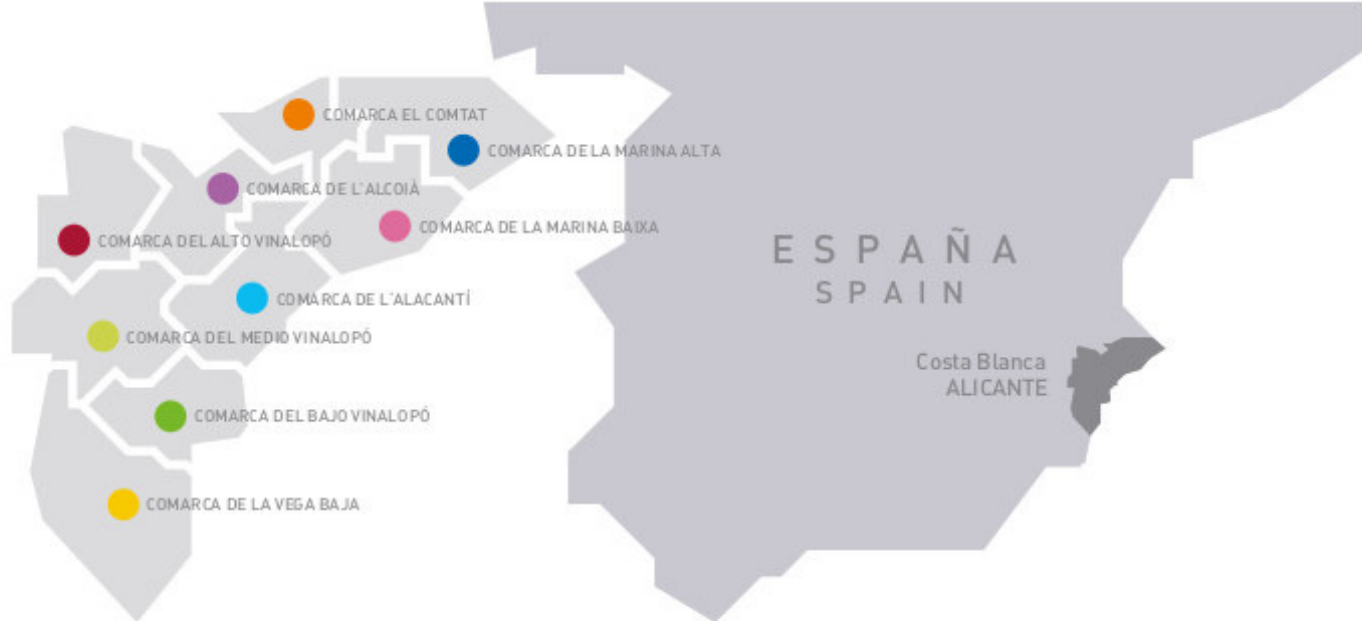 COMARCA EL COMTAT
COMARCA DE LA MARINA ALTA
COMARCA DE L'ALCOIÀ
COMARCA DE LA MARINA BAIXA
COMARCA DEL ALTO VINALOPÓ
COMARCA DE L'ALACANTÍ
COMARCA DEL MEDIO VINALOPÓ
COMARCA DEL BAJO VINALOPÓ
COMARCA DE LA VEGA BAJA
ESPAÑA
SPAIN
Costa Blanca
ALICANTE